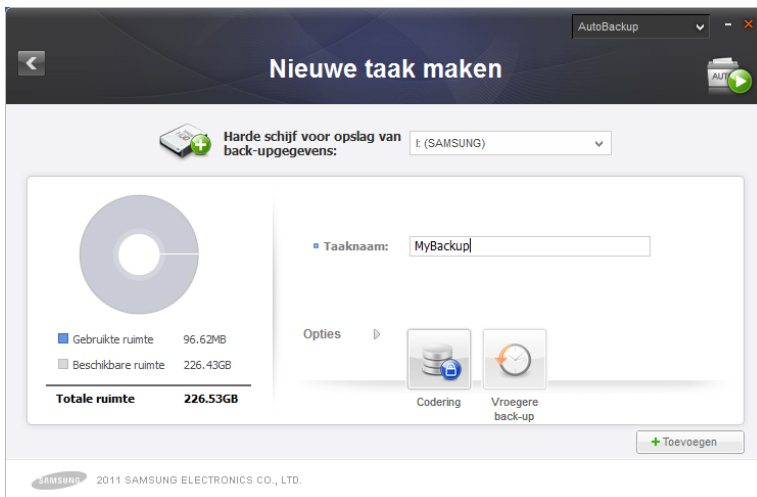 AutoBackup
Nieuwe taak maken
AUT
Harde schijf voor opslag van
back-upgegevens:
I: (SAMSUNG)
Taaknaam:
MyBackup
Gebruikte ruimte 96.62MB
Beschikbare ruimte 226.43GB
Totale ruimte 226.53GB
Opties
Codering
Vroegere
back-up
+ Toevoegen
SAMSUNG 2011 SAMSUNG ELECTRONICS CO., LTD.